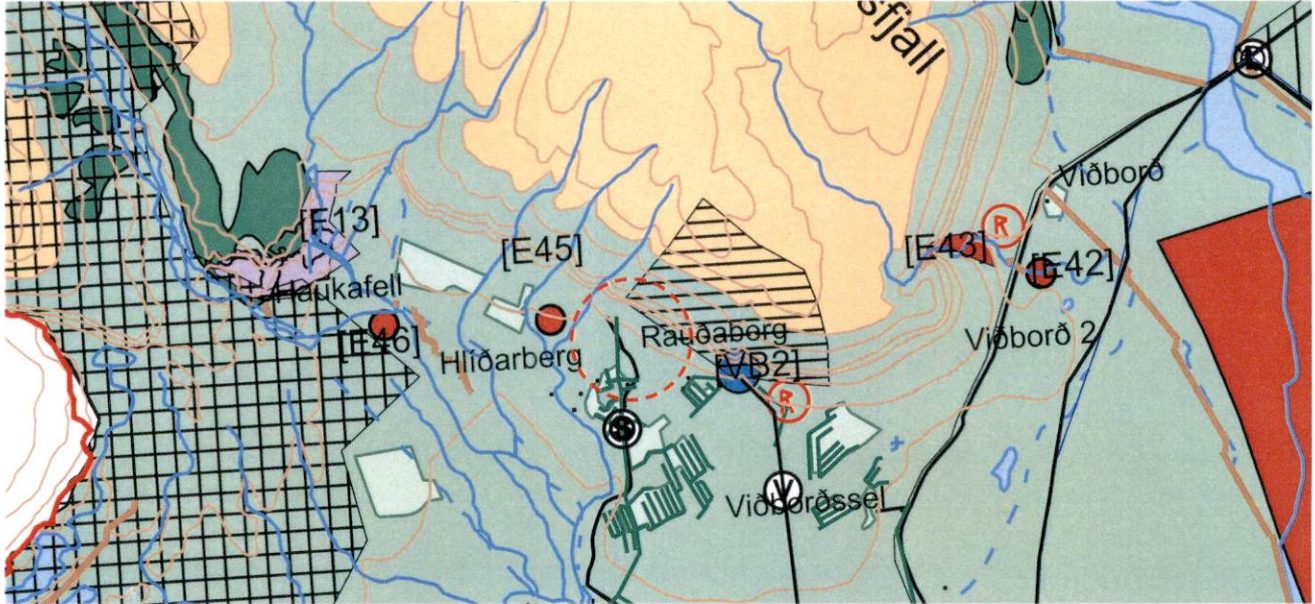 sfjall
K
Viðborð
R
[E13]
[E45]
[E43]
[E42]
Haukafell
[E46]
Hlíðarberg
Rauðaborg
Viðborð 2
[VB2]
R
S
V
Viðborðssel